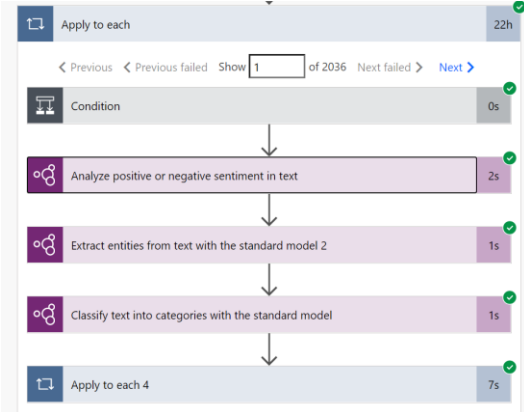 Apply to each 22h
Previous Previous failed Show 1 of 2036 Next failed Next
Condition 0s
Analyze positive or negative sentiment in text 2s
Extract entities from text with the standard model 2 1s
Classify text into categories with the standard model 1s
Apply to each 4 7s